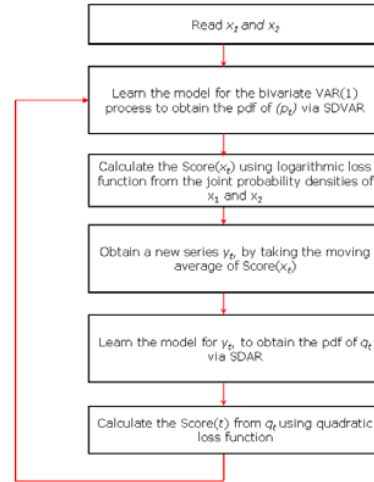 Read x₁ and x₂
Learn the model for the bivariate VAR(1)
process to obtain the pdf of (pₜ) via SDVAR
Calculate the Score(xₜ) using logarithmic loss
function from the joint probability densities of
x₁ and x₂
Obtain a new series yₜ, by taking the moving
average of Score(xₜ)
Learn the model for yₜ, to obtain the pdf of qₜ
via SDAR
Calculate the Score(t) from qₜ using quadratic
loss function